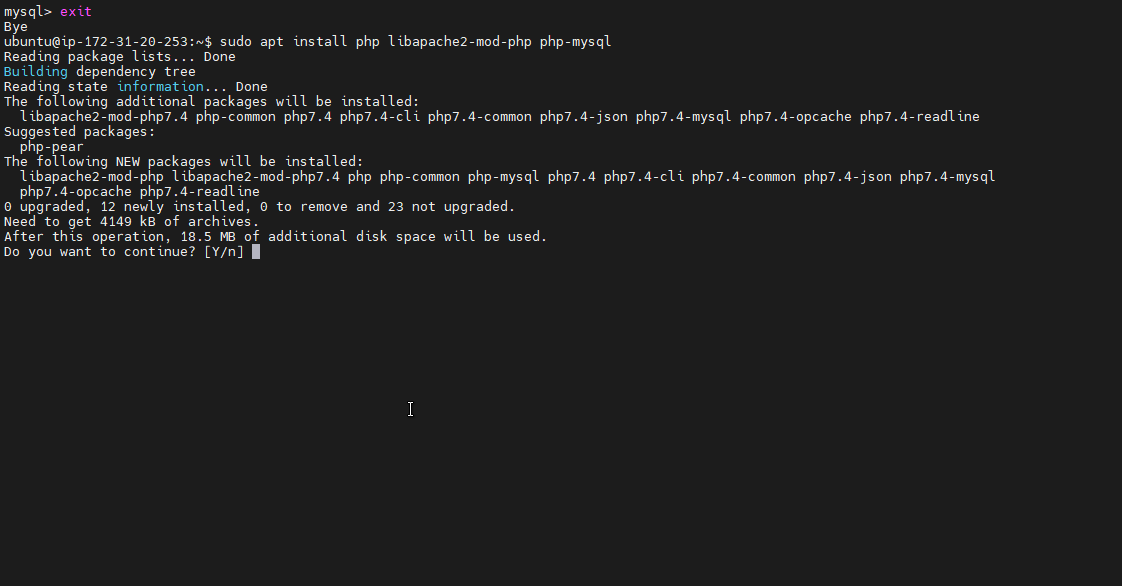 mysql> exit
Bye
ubuntu@ip-172-31-20-253:~$ sudo apt install php libapache2-mod-php php-mysql
Reading package lists... Done
Building dependency tree
Reading state information... Done
The following additional packages will be installed:
  libapache2-mod-php7.4 php-common php7.4 php7.4-cli php7.4-common php7.4-json php7.4-mysql php7.4-opcache php7.4-readline
Suggested packages:
  php-pear
The following NEW packages will be installed:
  libapache2-mod-php libapache2-mod-php7.4 php php-common php-mysql php7.4 php7.4-cli php7.4-common php7.4-json php7.4-mysql
  php7.4-opcache php7.4-readline
0 upgraded, 12 newly installed, 0 to remove and 23 not upgraded.
Need to get 4149 kB of archives.
After this operation, 18.5 MB of additional disk space will be used.
Do you want to continue? [Y/n]